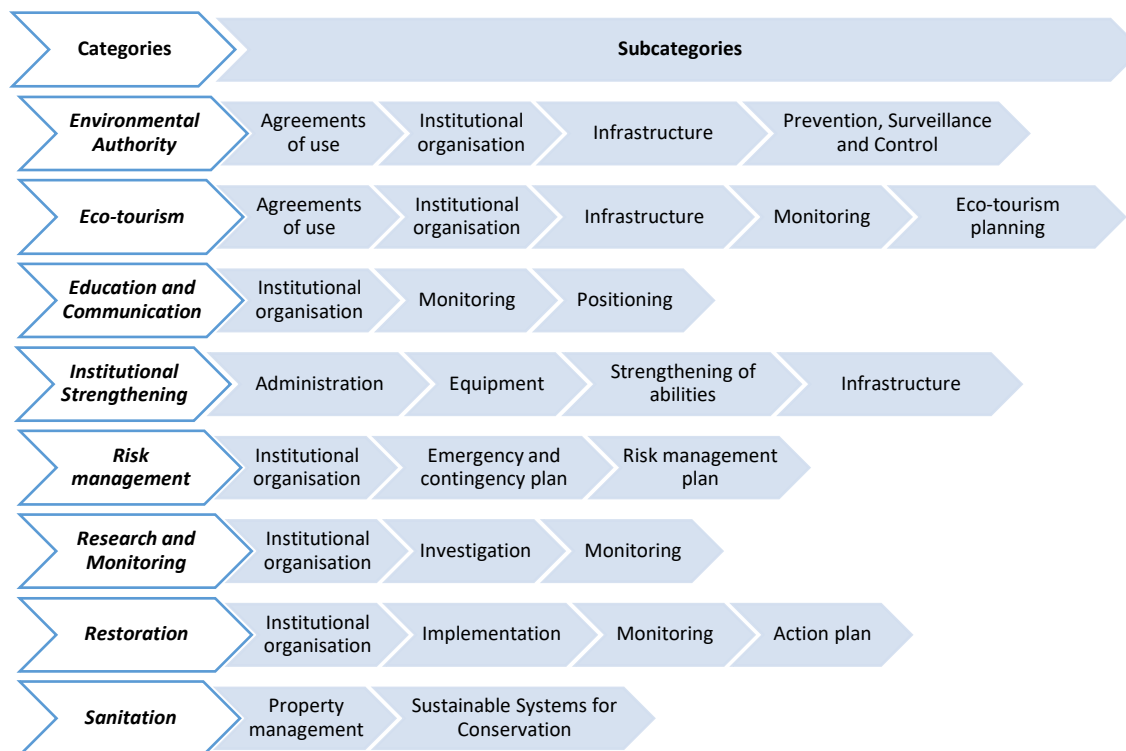 Categories
Subcategories
Environmental
Authority
Agreements
of use
Institutional
organisation
Infrastructure
Prevention, Surveillance
and Control
Eco-tourism
Agreements
of use
Institutional
organisation
Infrastructure
Monitoring
Eco-tourism
planning
Education and
Communication
Institutional
organisation
Monitoring
Positioning
Institutional
Strengthening
Administration
Equipment
Strengthening of
abilities
Infrastructure
Risk
management
Institutional
organisation
Emergency and
contingency plan
Risk management
plan
Research and
Monitoring
Institutional
organisation
Investigation
Monitoring
Restoration
Institutional
organisation
Implementation
Monitoring
Action plan
Sanitation
Property
management
Sustainable Systems for
Conservation